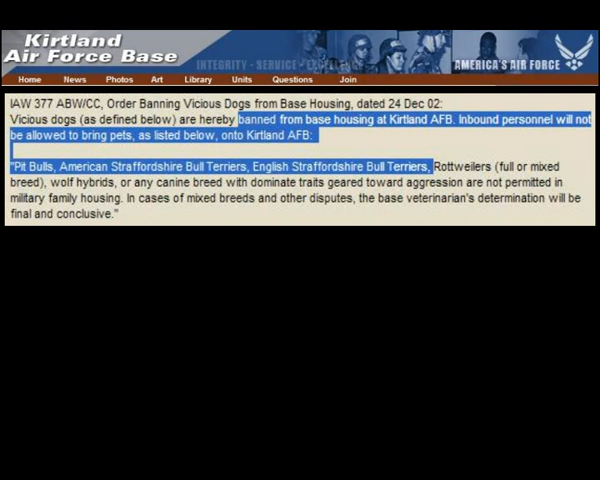 Kirtland
Air Force Base
INTEGRITY - SERVICE - EXCELLENCE
AMERICA'S AIR FORCE
Home News Photos Art Library Units Questions Join
IAW 377 ABW/CC, Order Banning Vicious Dogs from Base Housing, dated 24 Dec 02:
Vicious dogs (as defined below) are hereby banned from base housing at Kirtland AFB. Inbound personnel will not
be allowed to bring pets, as listed below, onto Kirtland AFB:
"Pit Bulls, American Straffordshire Bull Terriers, English Straffordshire Bull Terriers, Rottweilers (full or mixed
breed), wolf hybrids, or any canine breed with dominate traits geared toward aggression are not permitted in
military family housing. In cases of mixed breeds and other disputes, the base veterinarian's determination will be
final and conclusive."